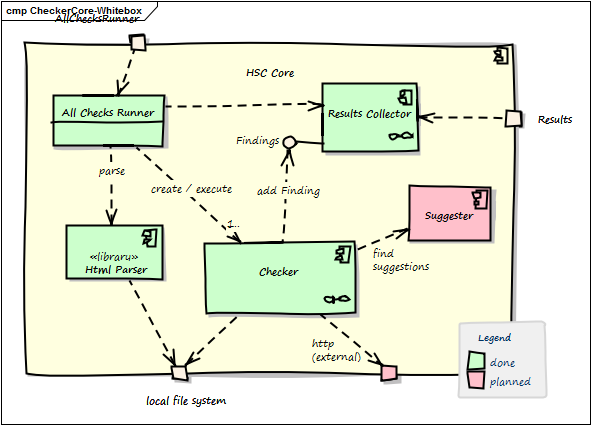 cmp CheckerCore-Whitebox
AllChecksRunner
HSC Core
All Checks Runner
Results Collector
Results
Findings
parse
create / execute
add Finding
1..
Suggester
«library»
Html Parser
Checker
find
suggestions
http
(external)
local file system
Legend
done
planned